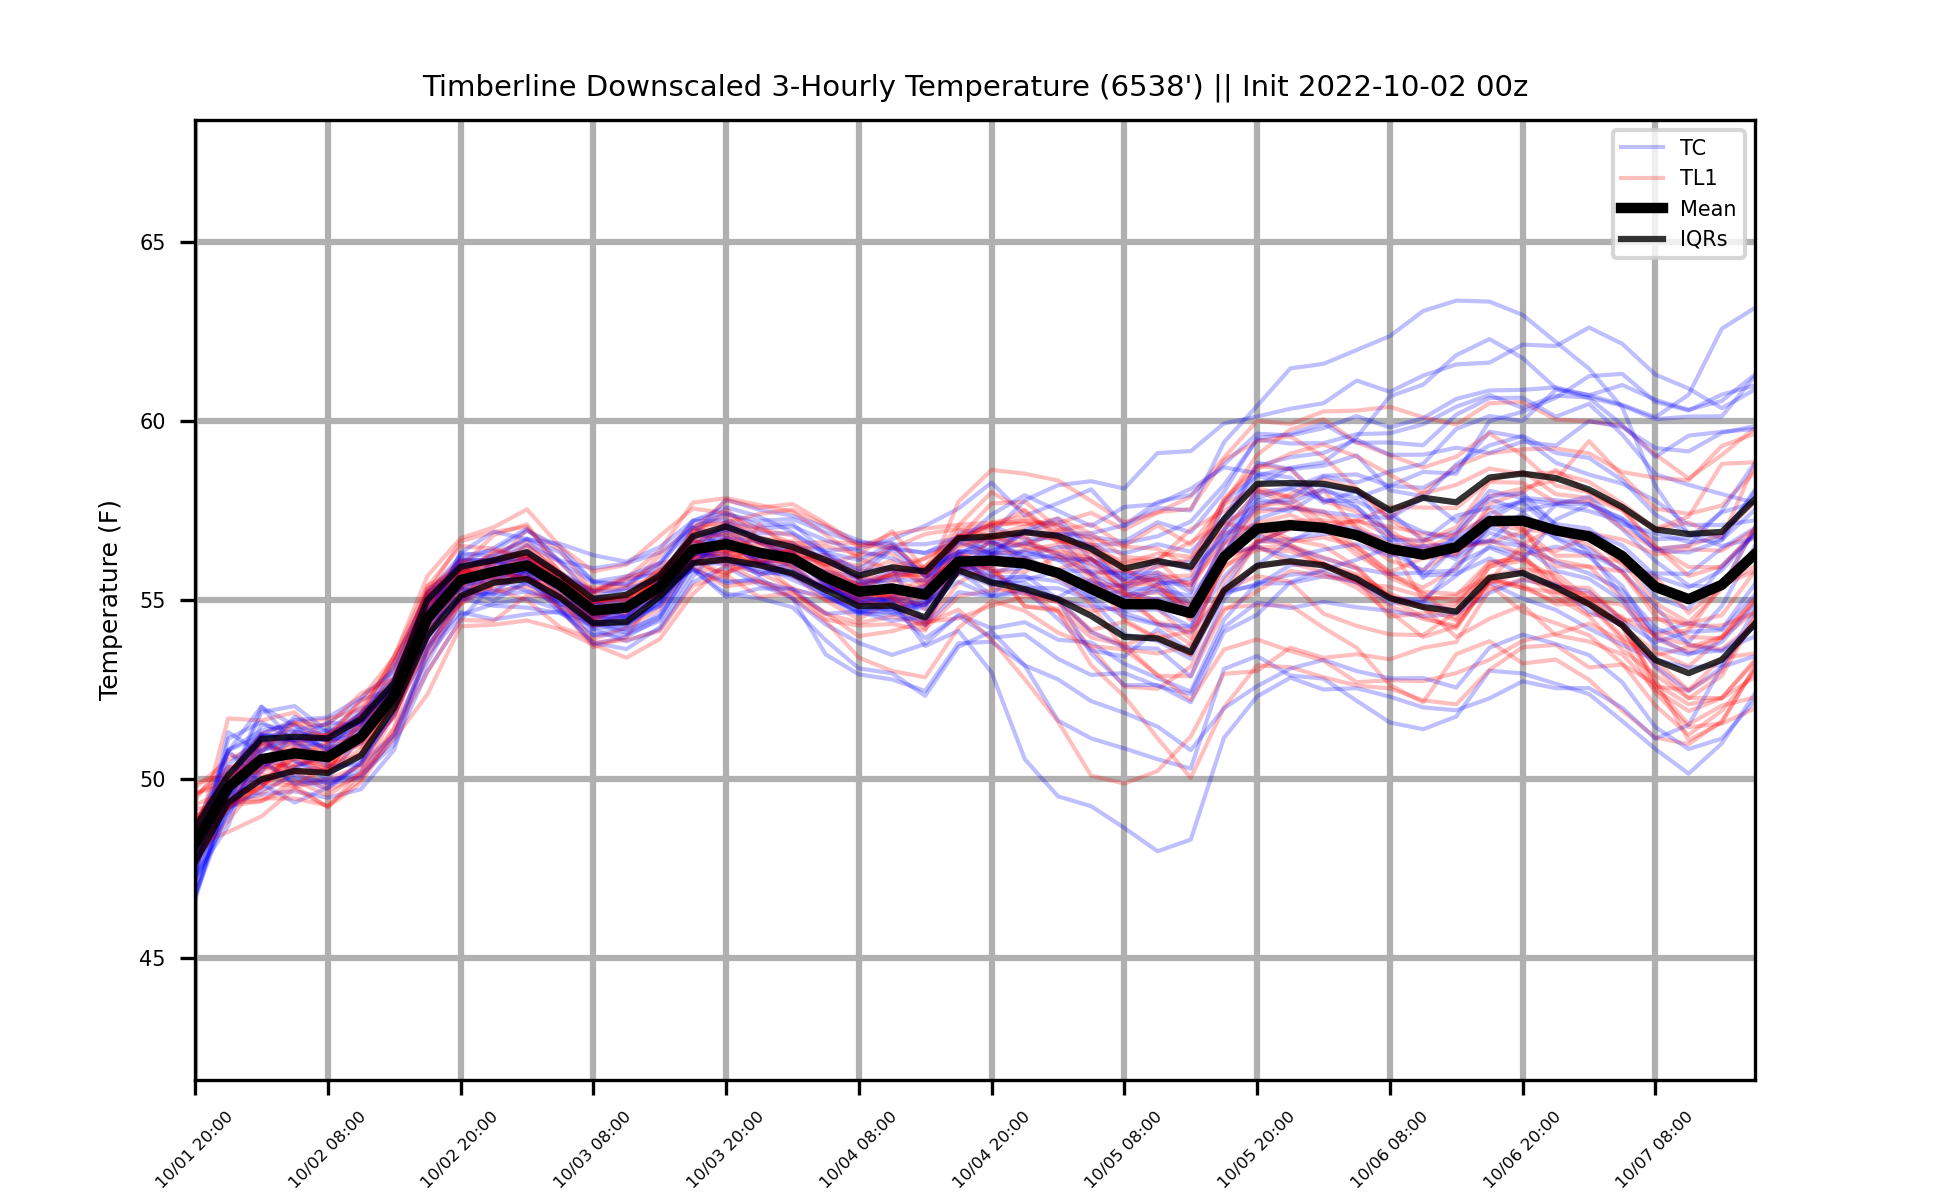 Timberline Downscaled 3-Hourly Temperature (6538') || Init 2022-10-02 00z
TC
TL1
Mean
IQRs
Temperature (F)
65
60
55
50
45
10/01 20:00
10/02 08:00
10/02 20:00
10/03 08:00
10/03 20:00
10/04 08:00
10/04 20:00
10/05 08:00
10/05 20:00
10/06 08:00
10/06 20:00
10/07 08:00